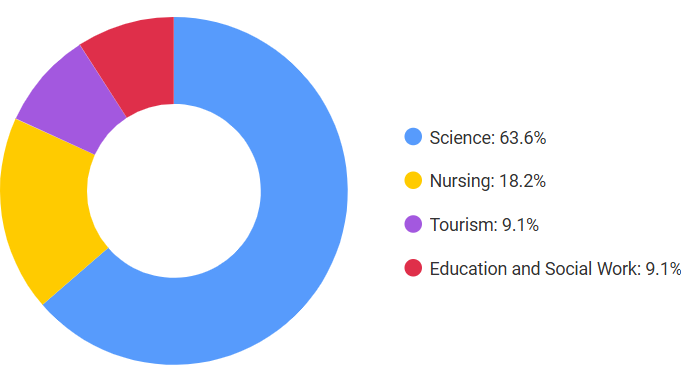 Science: 63.6%
Nursing: 18.2%
Tourism: 9.1%
Education and Social Work: 9.1%